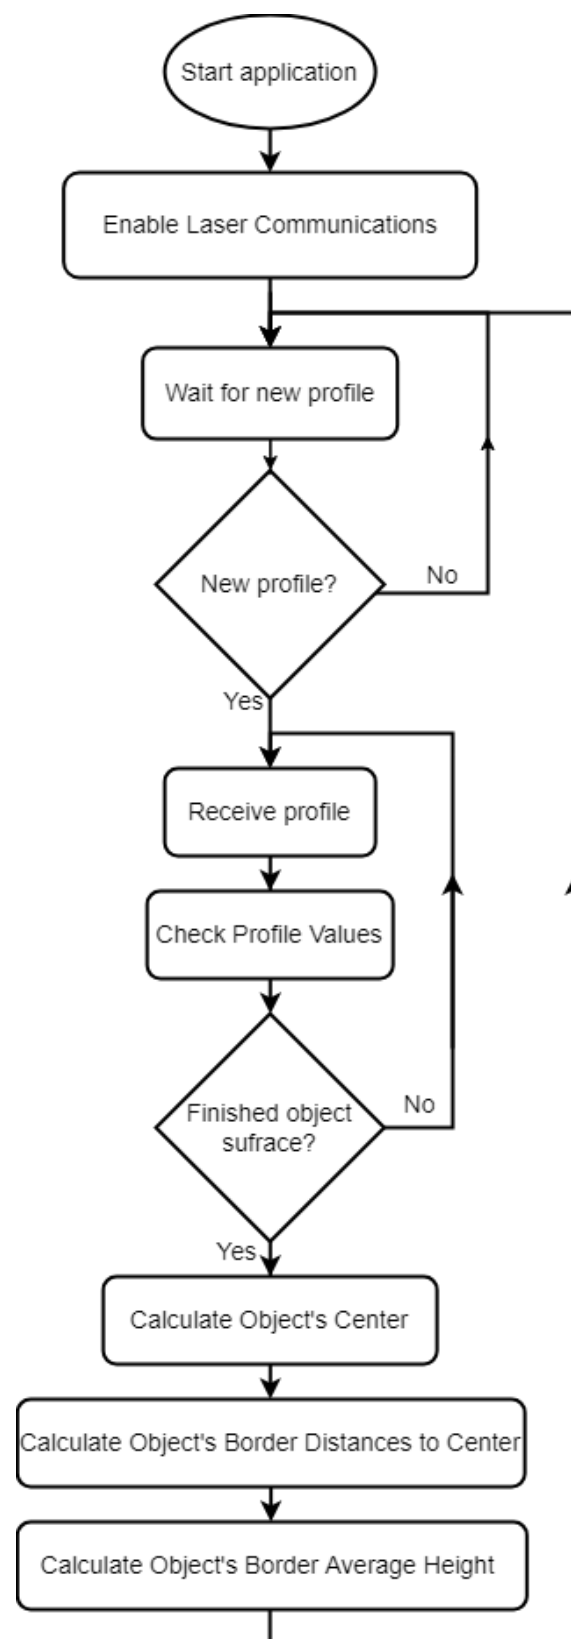 Start application
Enable Laser Communications
Wait for new profile
New profile?
No
Yes
Receive profile
Check Profile Values
Finished object
sufrace?
No
Yes
Calculate Object's Center
Calculate Object's Border Distances to Center
Calculate Object's Border Average Height